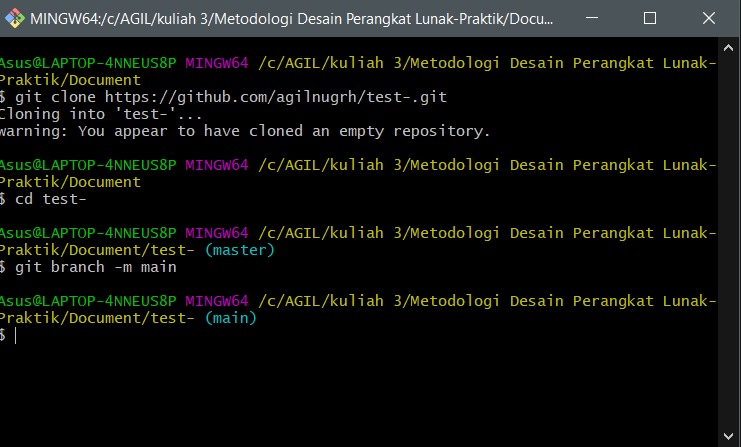 MINGW64:/c/AGIL/kuliah 3/Metodologi Desain Perangkat Lunak-Praktik/Docu...
Asus@LAPTOP-4NNEUS8P MINGW64 /c/AGIL/kuliah 3/Metodologi Desain Perangkat Lunak-
Praktik/Document
$ git clone https://github.com/agilnugrh/test-.git
Cloning into 'test-'...
warning: You appear to have cloned an empty repository.
Asus@LAPTOP-4NNEUS8P MINGW64 /c/AGIL/kuliah 3/Metodologi Desain Perangkat Lunak-
Praktik/Document
$ cd test-
Asus@LAPTOP-4NNEUS8P MINGW64 /c/AGIL/kuliah 3/Metodologi Desain Perangkat Lunak-
Praktik/Document/test- (master)
$ git branch -m main
Asus@LAPTOP-4NNEUS8P MINGW64 /c/AGIL/kuliah 3/Metodologi Desain Perangkat Lunak-
Praktik/Document/test- (main)
$